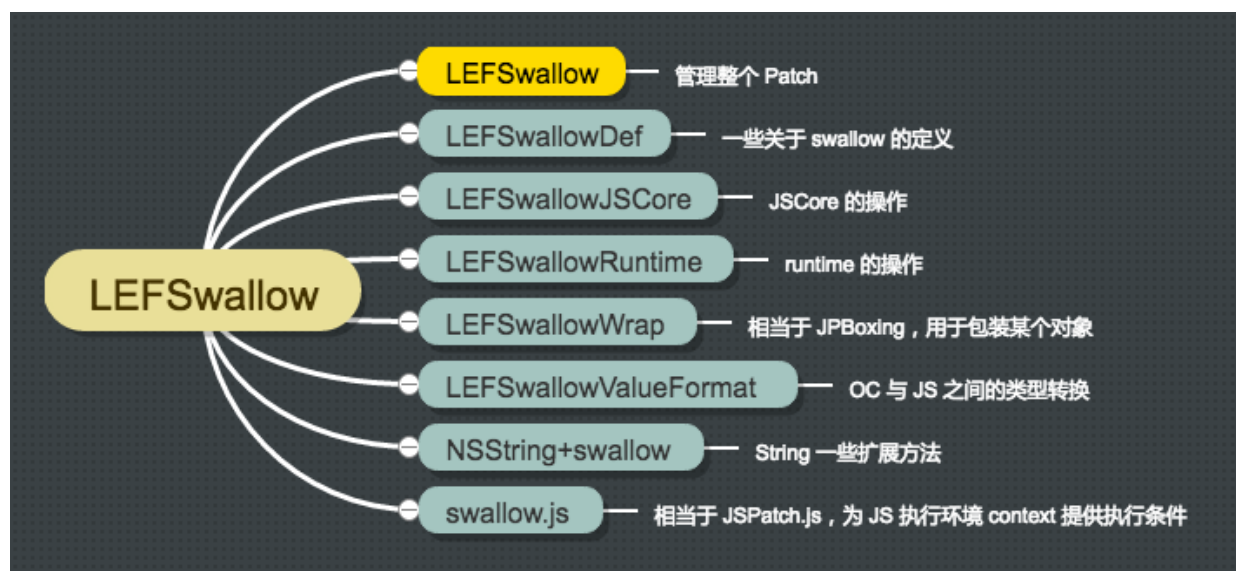 LEFSwallow 管理整个 Patch
LEFSwallowDef 一些关于 swallow 的定义
LEFSwallowJSCore JSCore 的操作
LEFSwallowRuntime runtime 的操作
LEFSwallow
LEFSwallowWrap 相当于 JPBoxing，用于包装某个对象
LEFSwallowValueFormat OC 与 JS 之间的类型转换
NSString+swallow String 一些扩展方法
swallow.js 相当于 JSPatch.js，为 JS 执行环境 context 提供执行条件